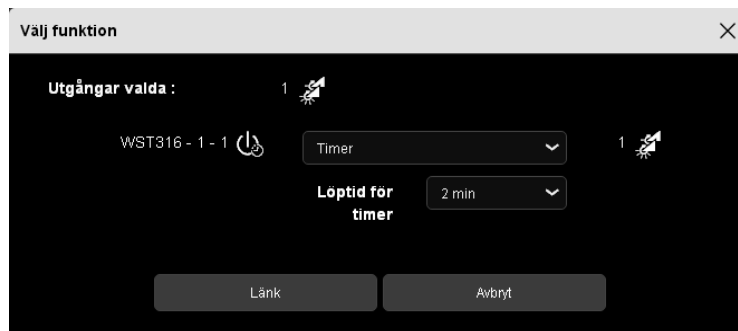 Välj funktion
Utgångar valda : 1
WST316 - 1 - 1 Timer 1
Löptid för timer 2 min
Länk Avbryt